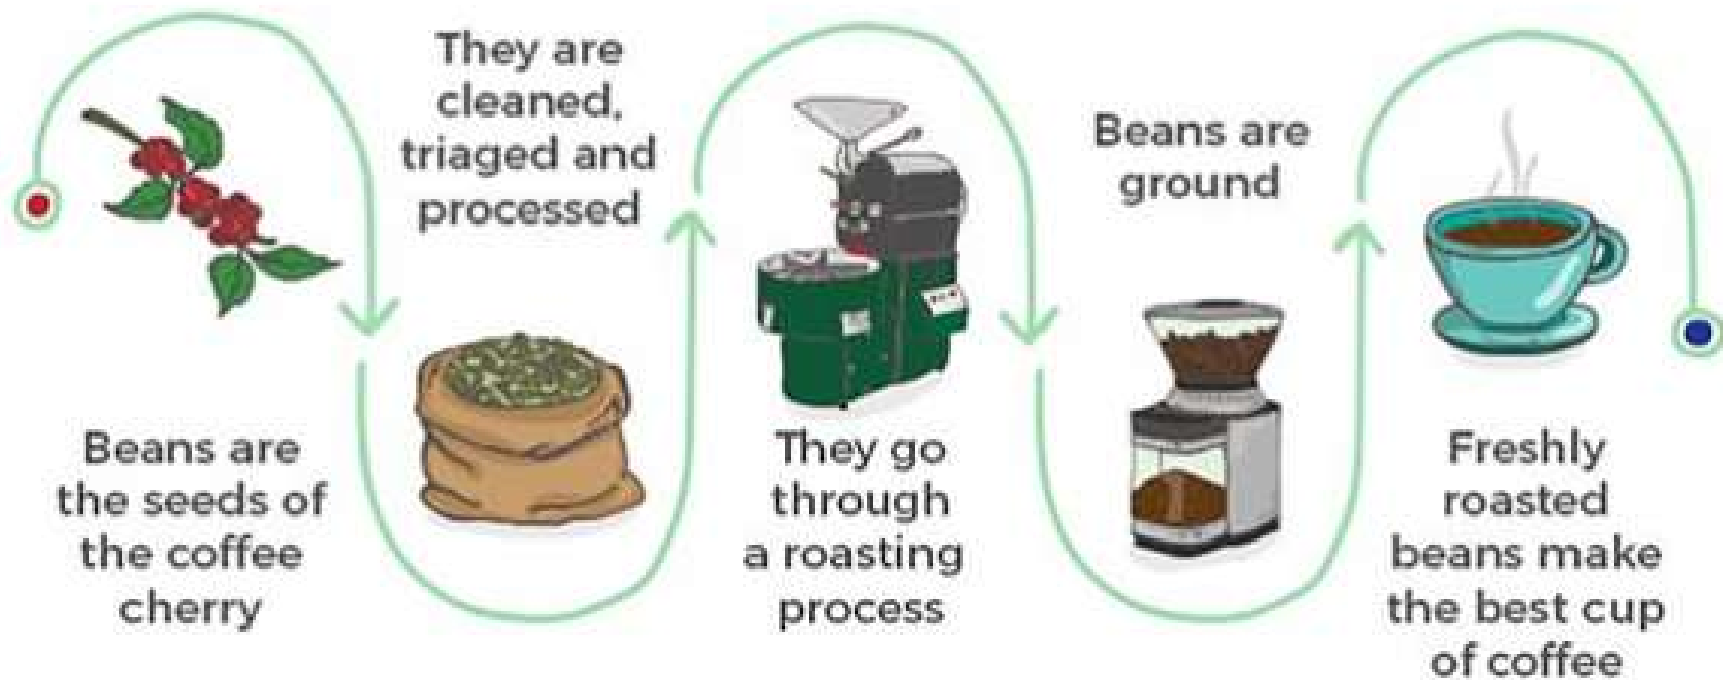 Beans are
the seeds of
the coffee
cherry
They are
cleaned,
triaged and
processed
They go
through
a roasting
process
Beans are
ground
Freshly
roasted
beans make
the best cup
of coffee